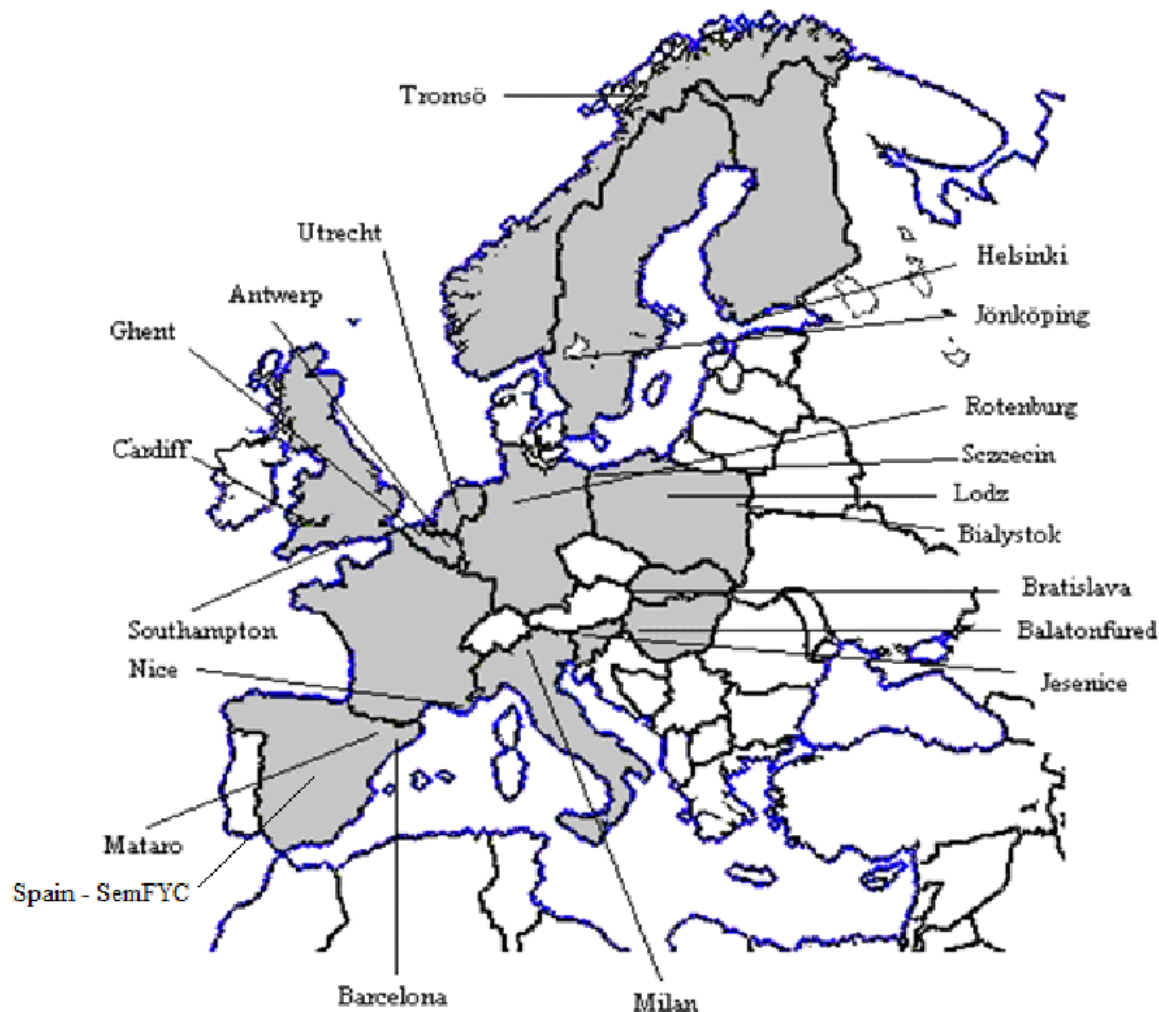 Tromsö
Utrecht
Helsinki
Antwerp
Jönköping
Ghent
Rotenburg
Cardiff
Sczcecin
Lodz
Bialystok
Bratislava
Southampton
Balatonfured
Nice
Jesenice
Mataro
Spain - SemFYC
Barcelona
Milan